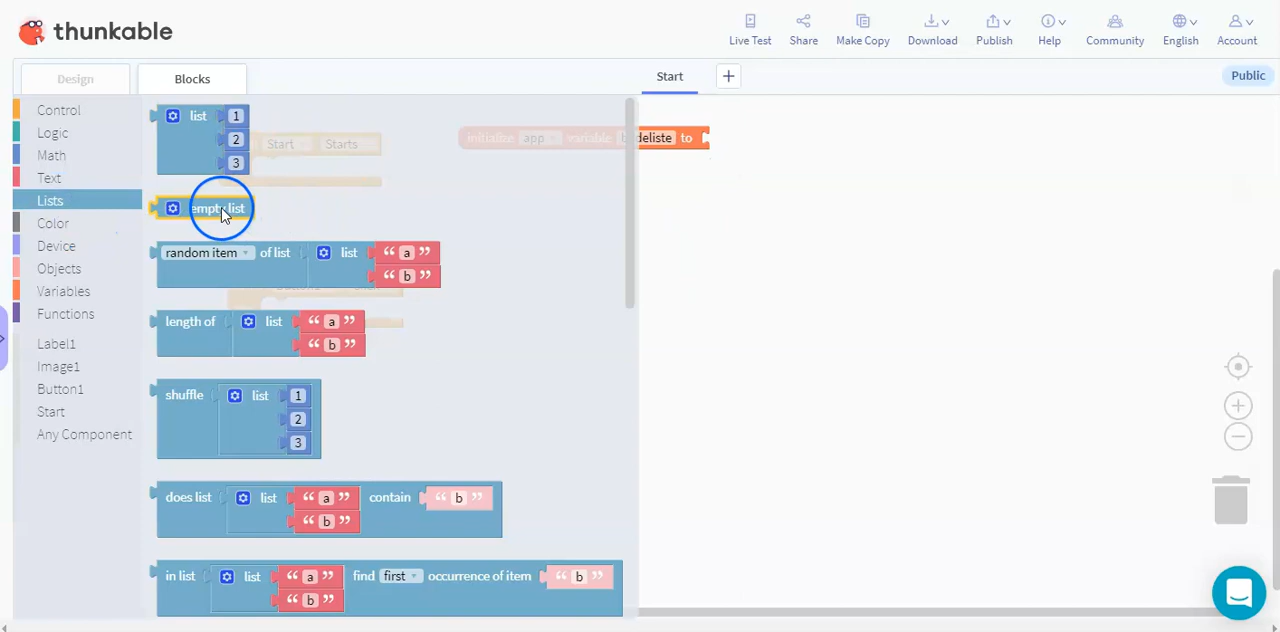 thunkable
Live Test
Share
Make Copy
Download
Publish
Help
Community
English
Account
Design
Blocks
Start
Public
Control
Logic
Math
Text
Lists
Color
Device
Objects
Variables
Functions
Label1
Image1
Button1
Start
Any Component
list 1
2
3
Start Starts
initialize app variable deliste to
empty list
random item of list list “ a ”
“ b ”
length of list “ a ”
“ b ”
shuffle list 1
2
3
does list list “ a ” contain “ b ”
“ b ”
in list list “ a ” find first occurrence of item “ b ”
“ b ”